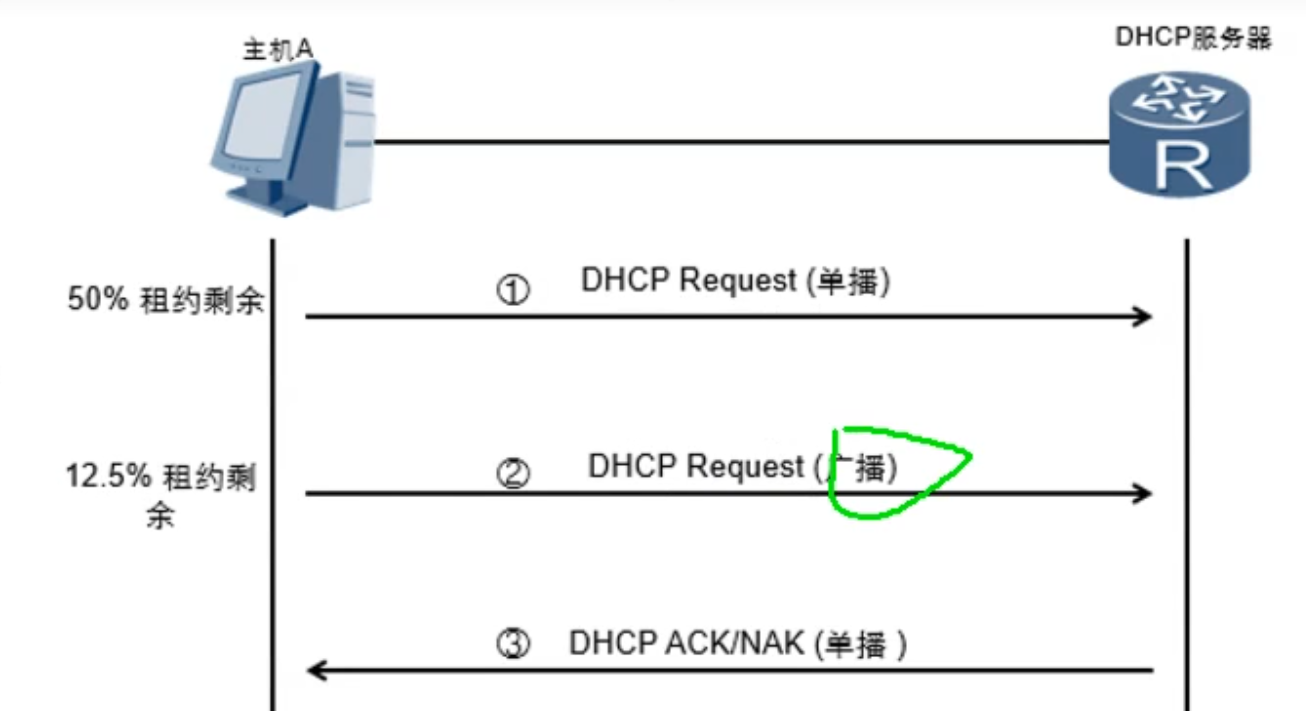 主机A
DHCP服务器
R
50% 租约剩余
① DHCP Request (单播)
12.5% 租约剩
余
② DHCP Request (广播)
③ DHCP ACK/NAK (单播 )